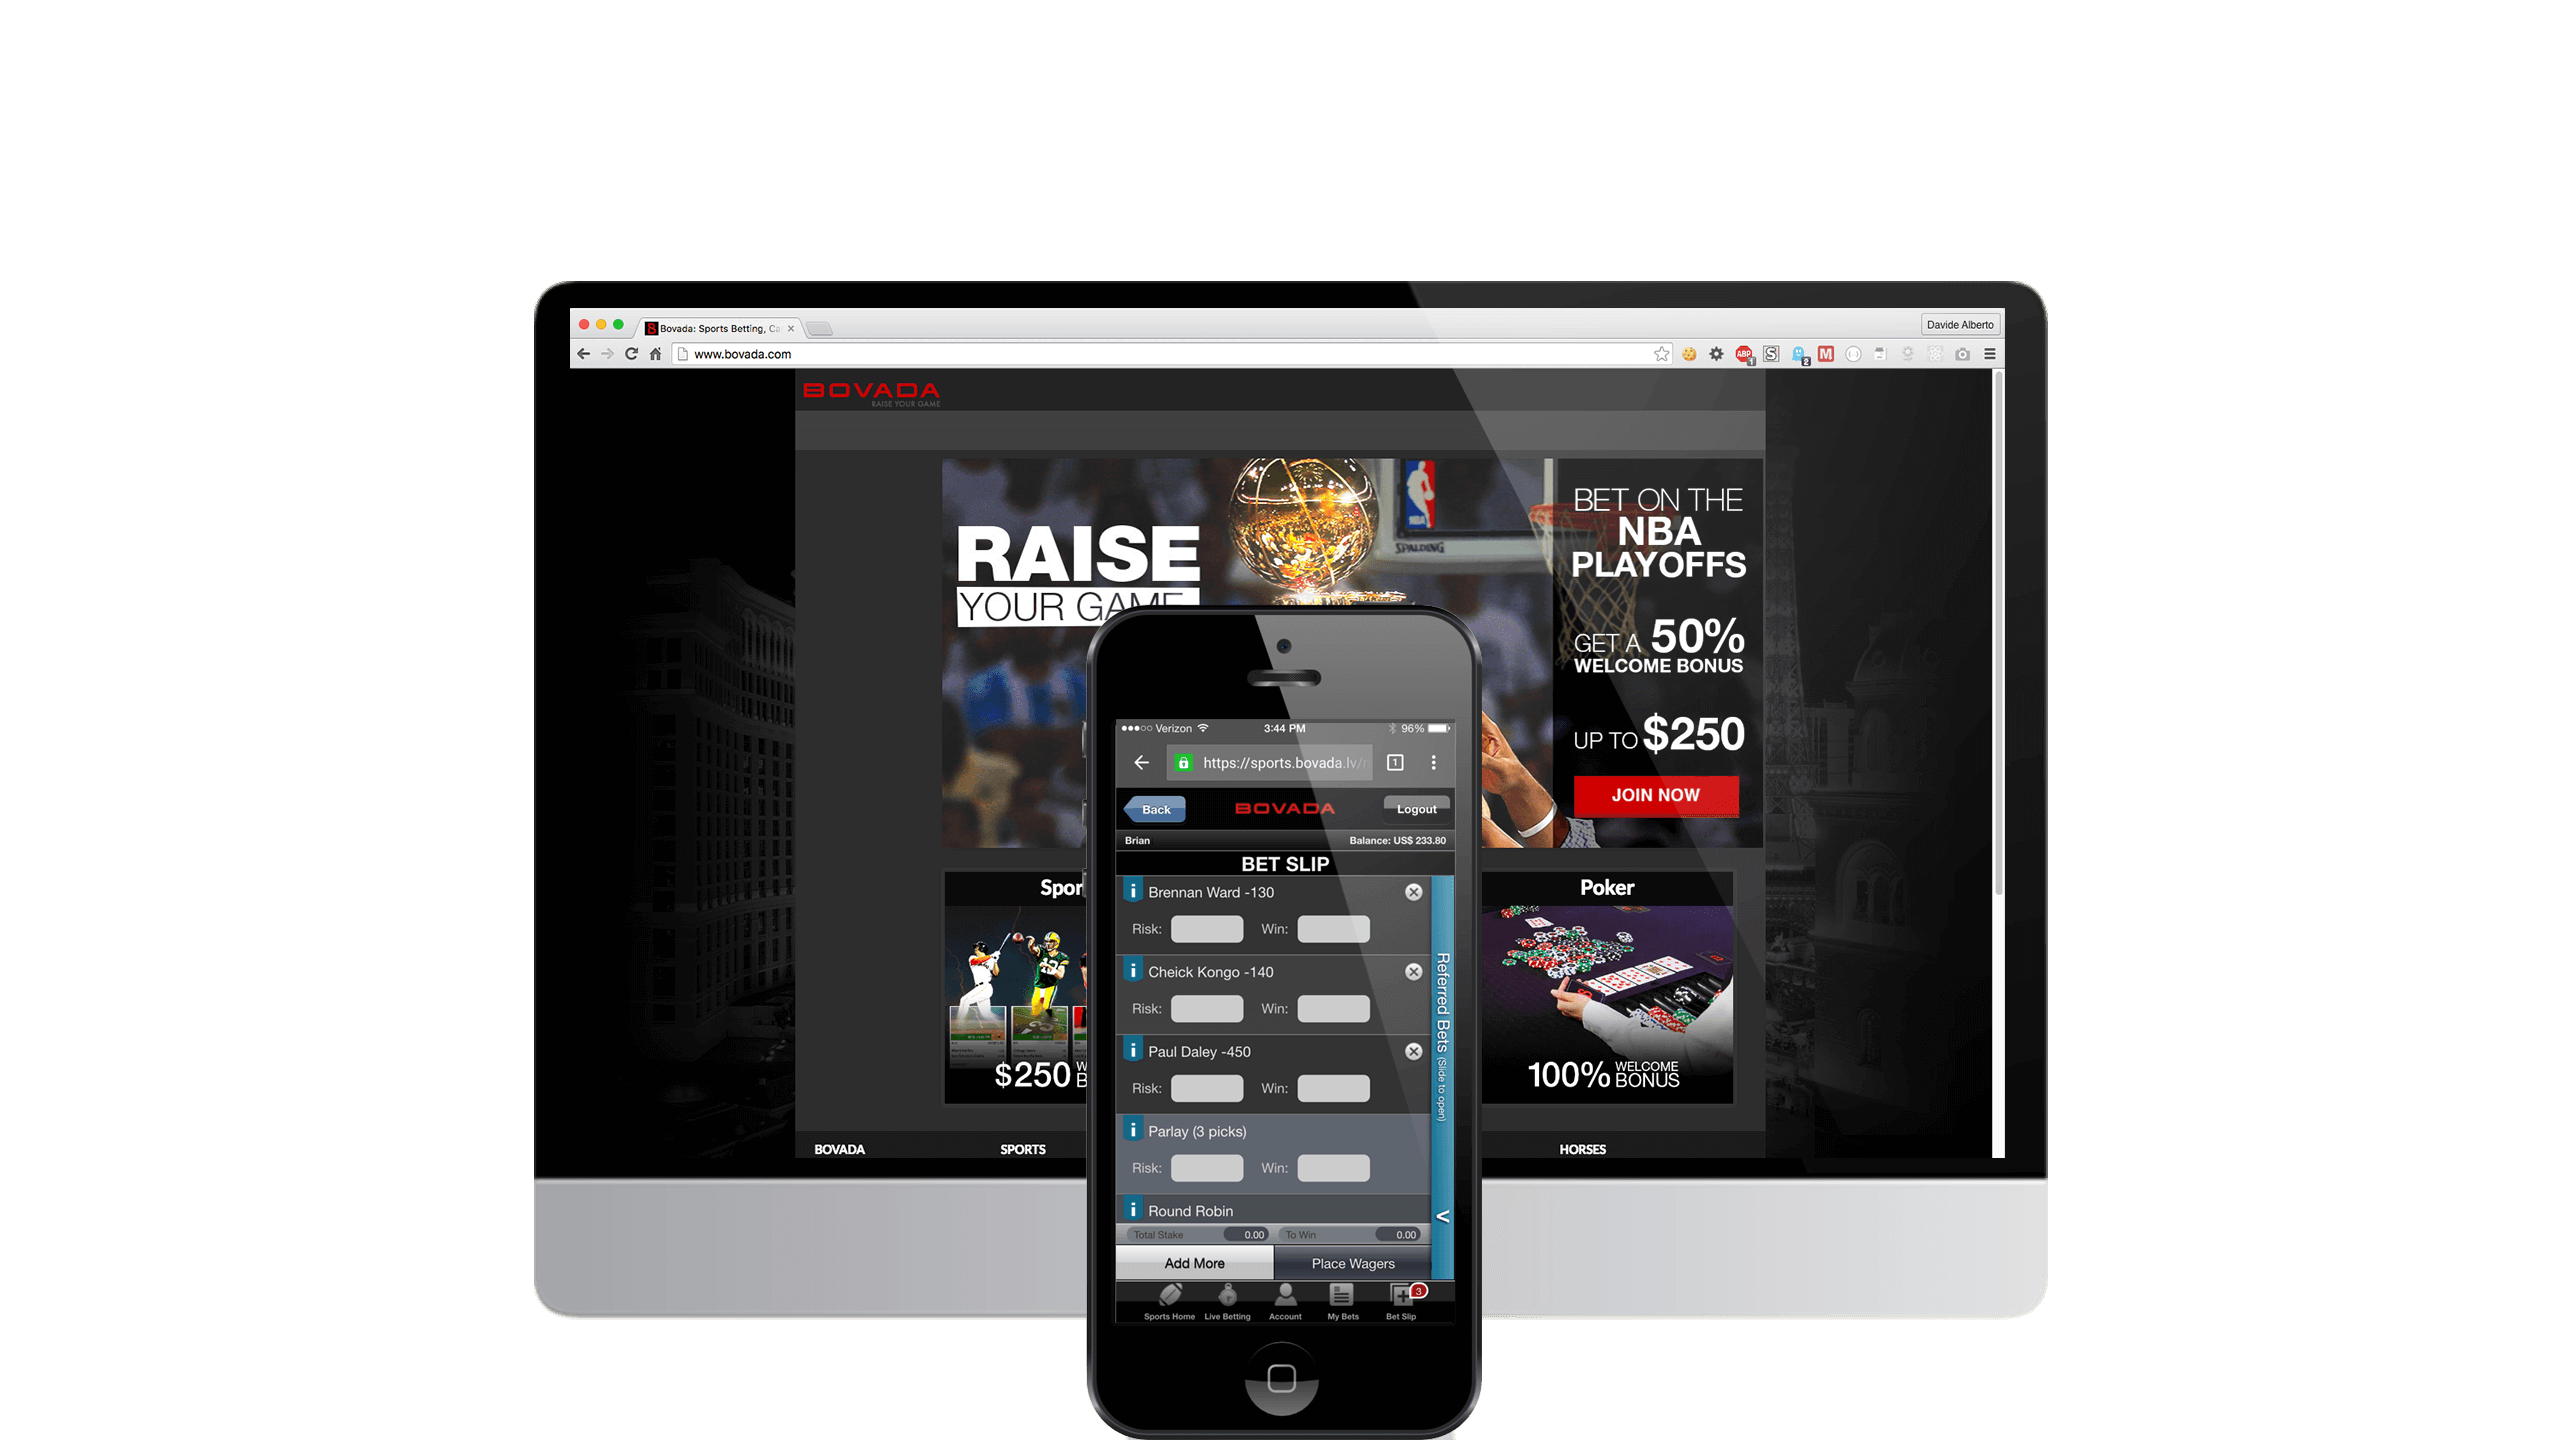 Bovada: Sports Betting, Ca
Davide Alberto
www.bovada.com
BOVADA
RAISE YOUR GAME
RAISE
YOUR GAME
NBA
SPALDING
BET ON THE
NBA
PLAYOFFS
GET A 50%
WELCOME BONUS
UP TO $250
JOIN NOW
Spor
$250 W
B
Poker
100% WELCOME
BONUS
BOVADA
SPORTS
HORSES
Verizon 3:44 PM 96%
https://sports.bovada.lv/
1
Back
BOVADA
Logout
Brian
Balance: US$ 233.80
BET SLIP
Brennan Ward -130
Risk: Win:
Cheick Kongo -140
Risk: Win:
Paul Daley -450
Risk: Win:
Parlay (3 picks)
Risk: Win:
Round Robin
Referred Bets (Slide to open)
Total Stake 0.00 To Win 0.00
Add More
Place Wagers
3
Sports Home
Live Betting
Account
My Bets
Bet Slip